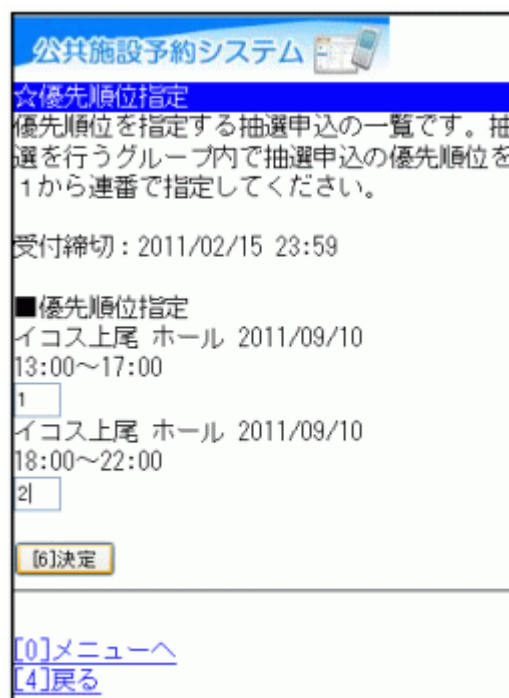 公共施設予約システム
☆優先順位指定
優先順位を指定する抽選申込の一覧です。抽
選を行うグループ内で抽選申込の優先順位を
1から連番で指定してください。
受付締切：2011/02/15 23:59
■優先順位指定
イコス上尾 ホール 2011/09/10
13:00～17:00
1
イコス上尾 ホール 2011/09/10
18:00～22:00
2
[6]決定
[0]メニューへ
[4]戻る